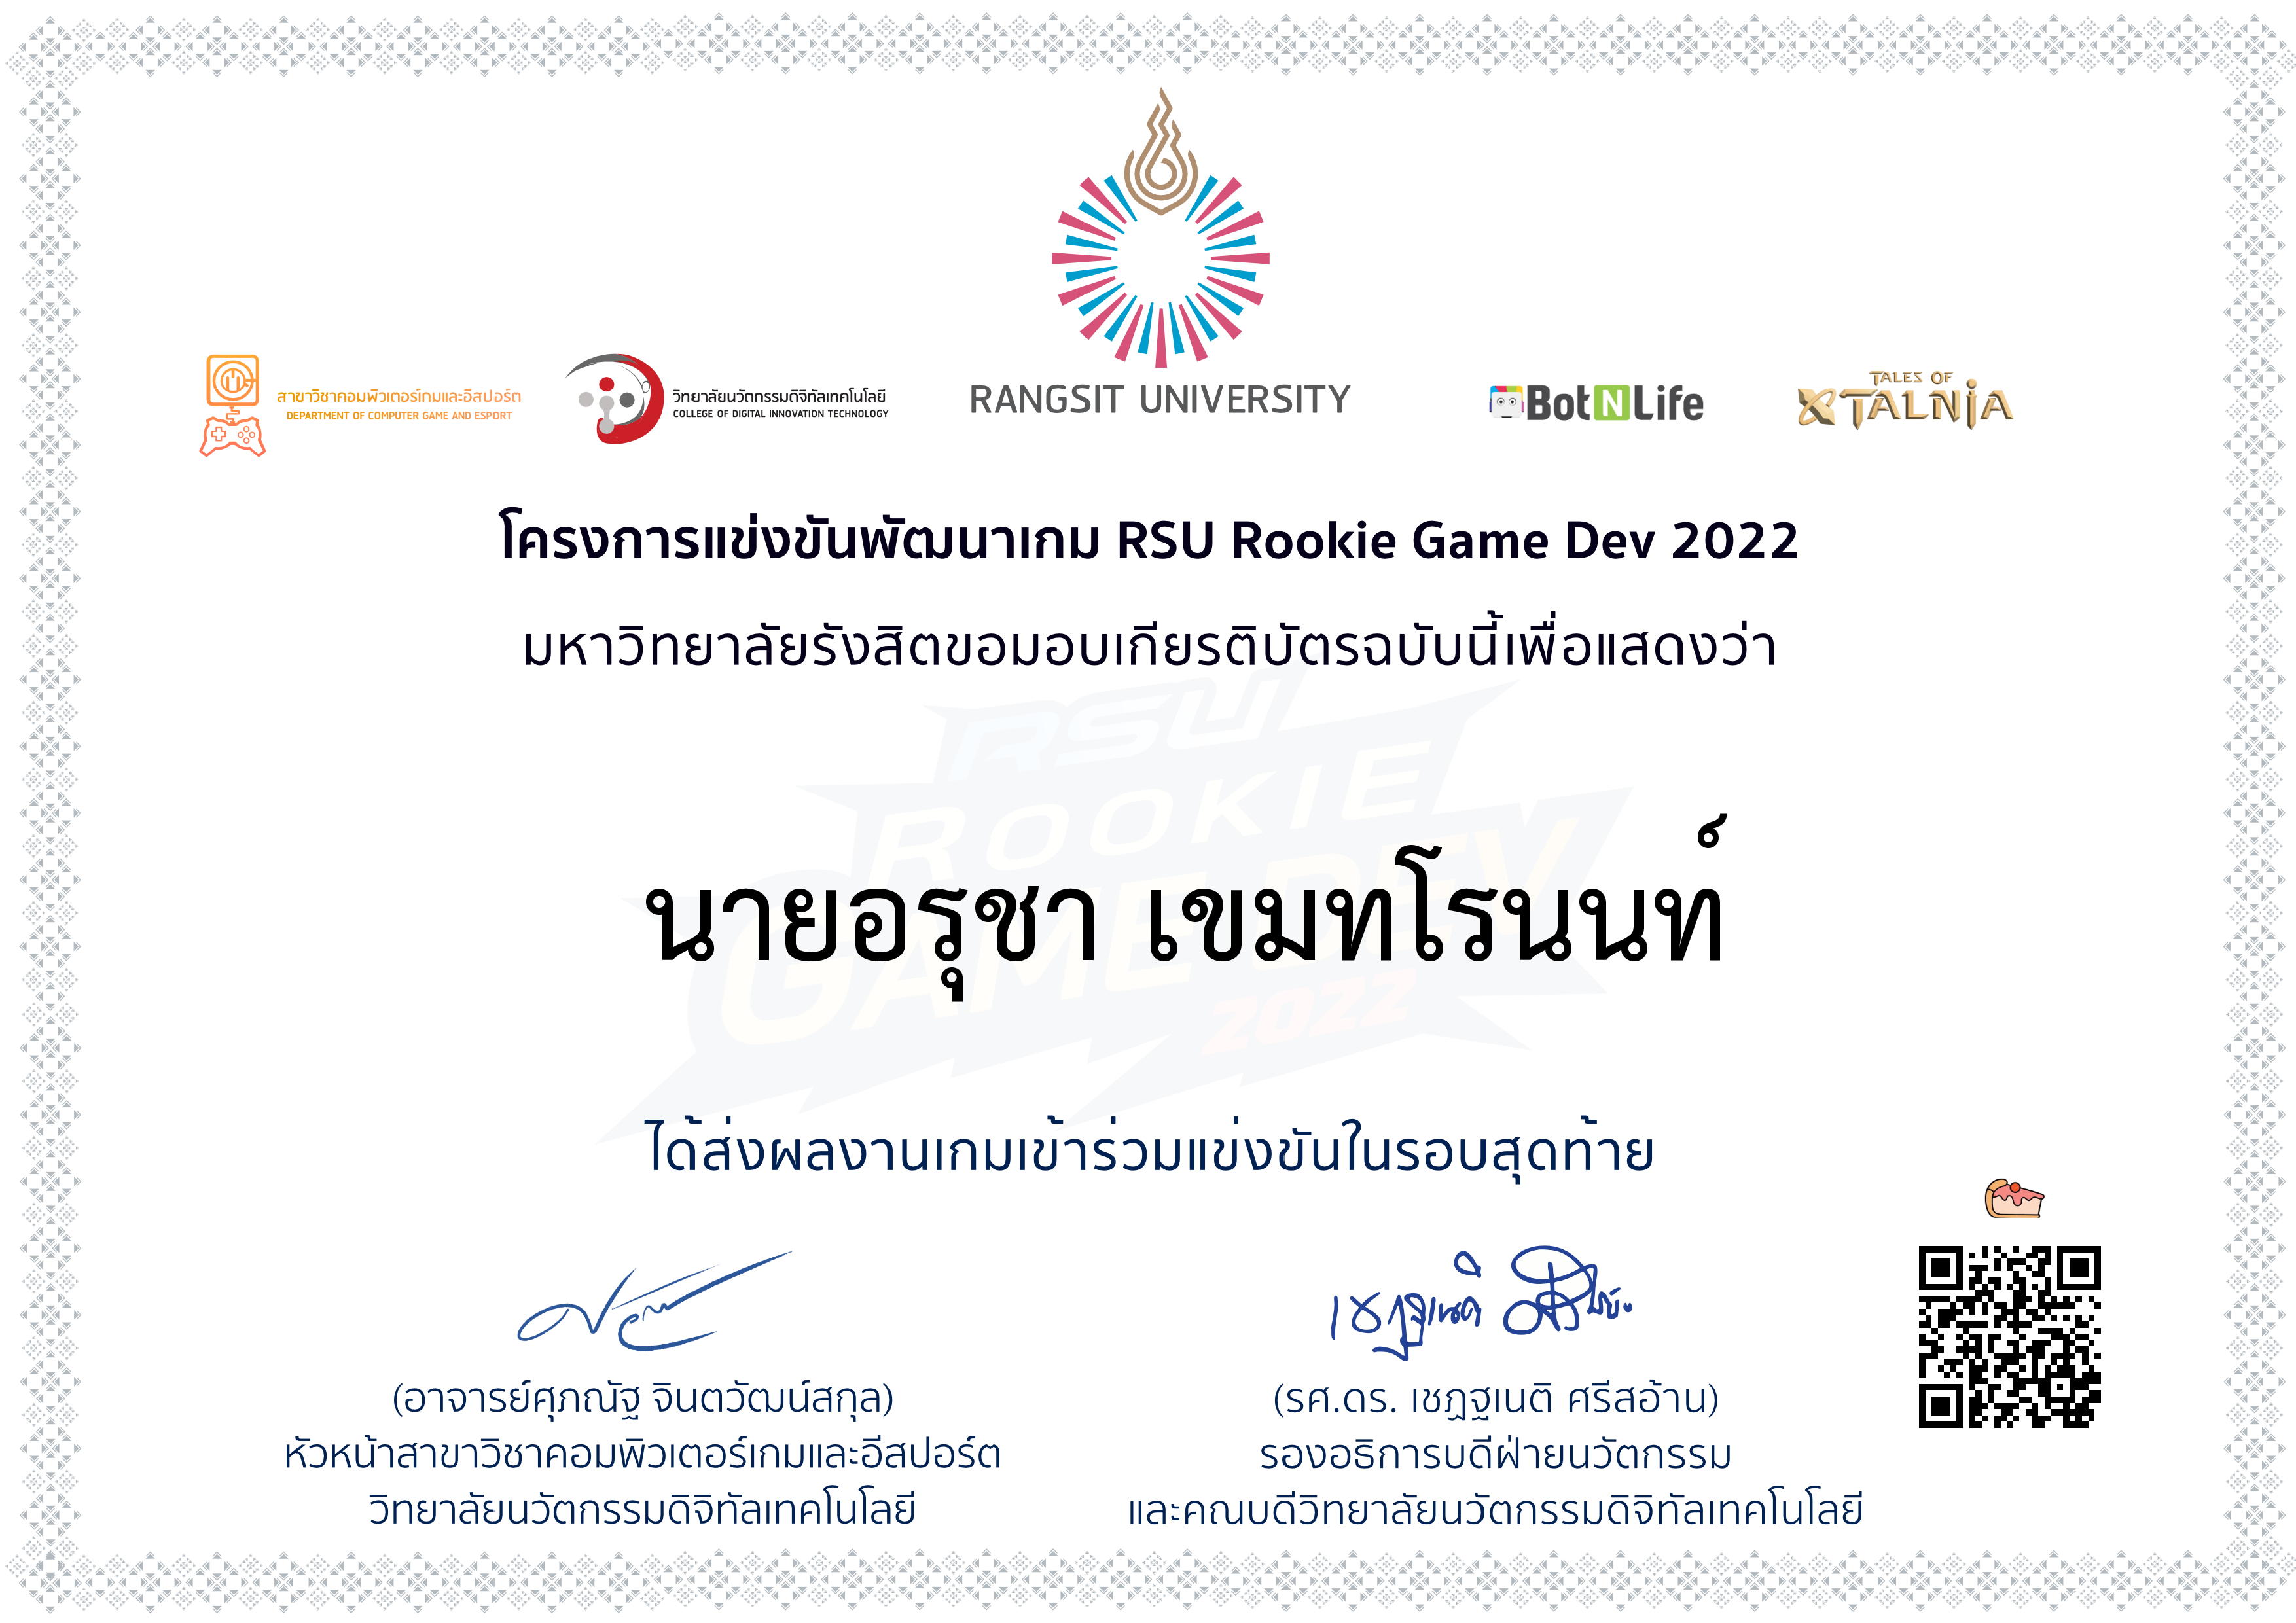 RANGSIT UNIVERSITY
สาขาวิชาคอมพิวเตอร์เกมและอีสปอร์ต
DEPARTMENT OF COMPUTER GAME AND ESPORT
วิทยาลัยนวัตกรรมดิจิทัลเทคโนโลยี
COLLEGE OF DIGITAL INNOVATION TECHNOLOGY
BotNLife
TALES OF
TALNIA
โครงการแข่งขันพัฒนาเกม RSU Rookie Game Dev 2022
มหาวิทยาลัยรังสิตขอมอบเกียรติบัตรฉบับนี้เพื่อแสดงว่า
RSU
ROOKIE
GAME DEV
2022
นายอรุชา เขมทโรนนท์
ได้ส่งผลงานเกมเข้าร่วมแข่งขันในรอบสุดท้าย
(อาจารย์ศุภณัฐ จินตวัฒน์สกุล)
หัวหน้าสาขาวิชาคอมพิวเตอร์เกมและอีสปอร์ต
วิทยาลัยนวัตกรรมดิจิทัลเทคโนโลยี
(รศ.ดร. เชฏฐเนติ ศรีสอ้าน)
รองอธิการบดีฝ่ายนวัตกรรม
และคณบดีวิทยาลัยนวัตกรรมดิจิทัลเทคโนโลยี